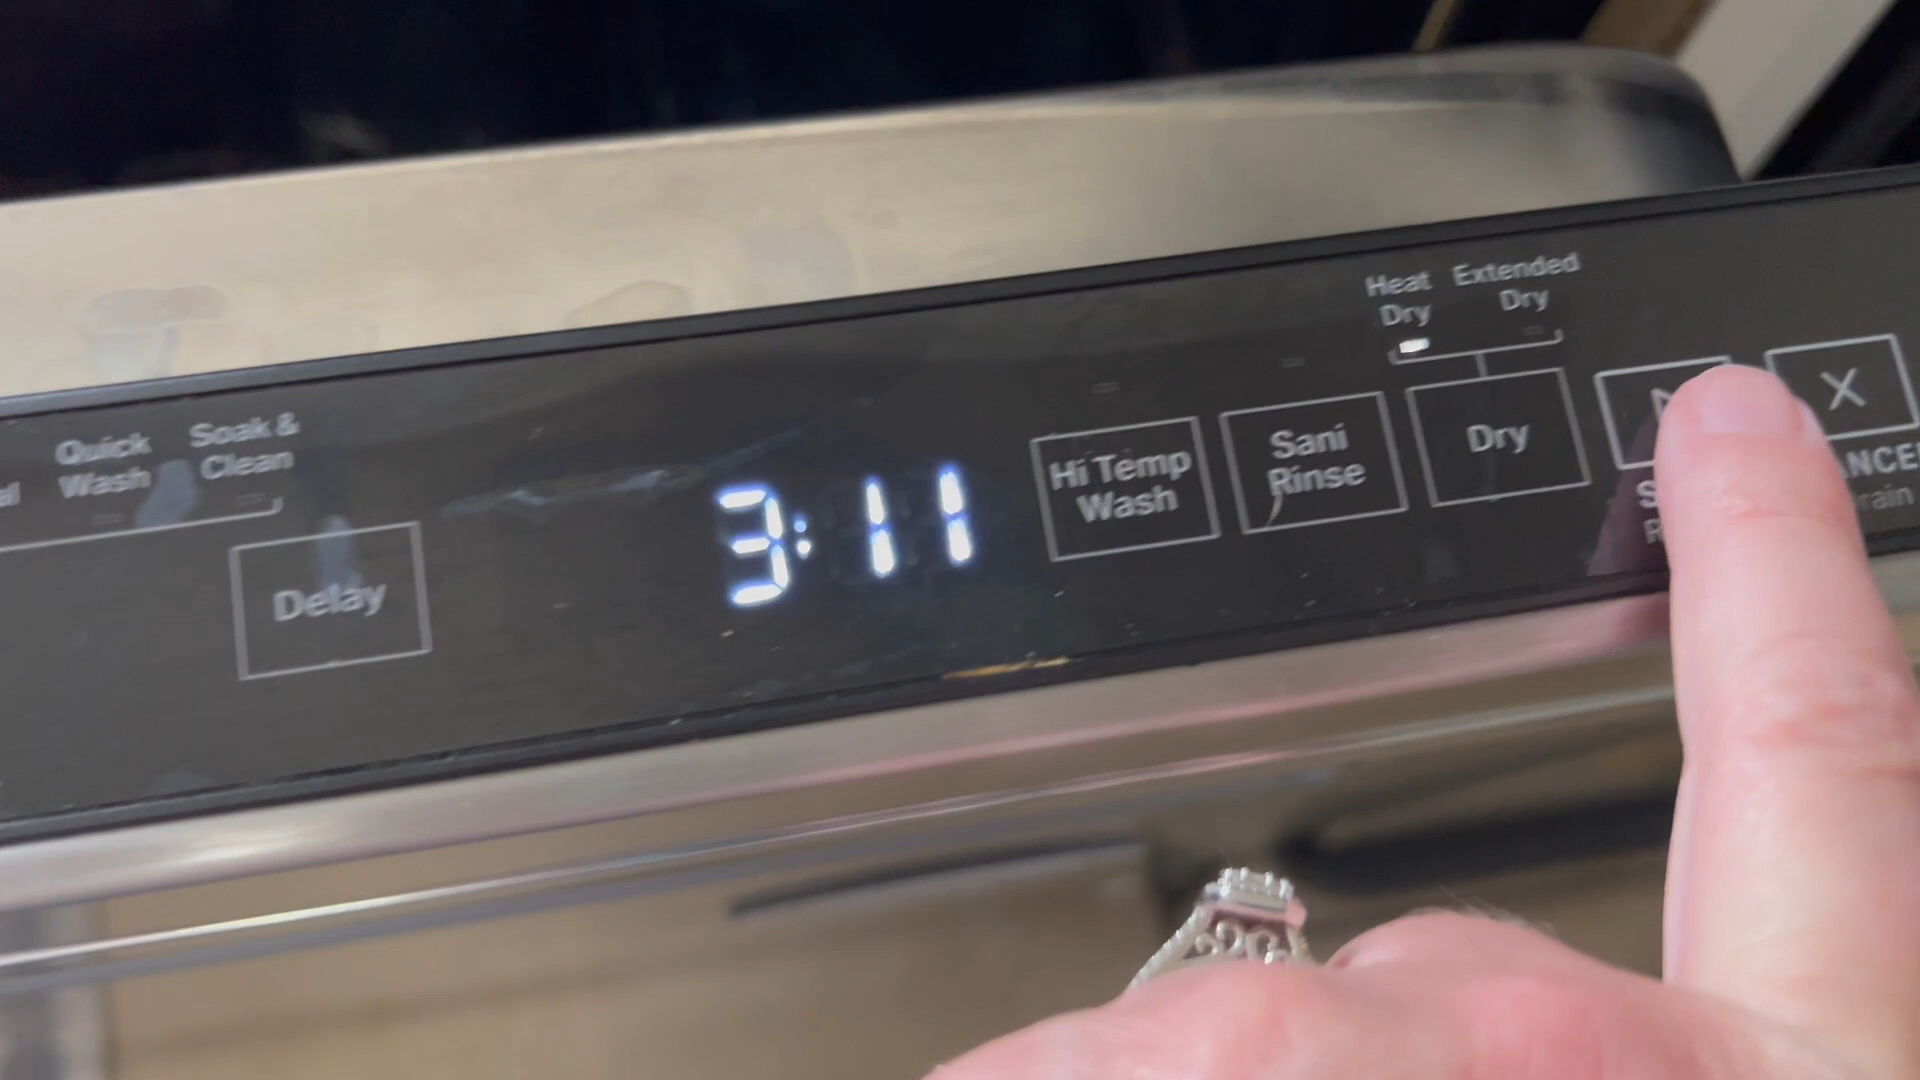 Quick
Wash
Soak &
Clean
Delay
3:11
Hi Temp
Wash
Sani
Rinse
Heat
Dry
Extended
Dry
Dry
X